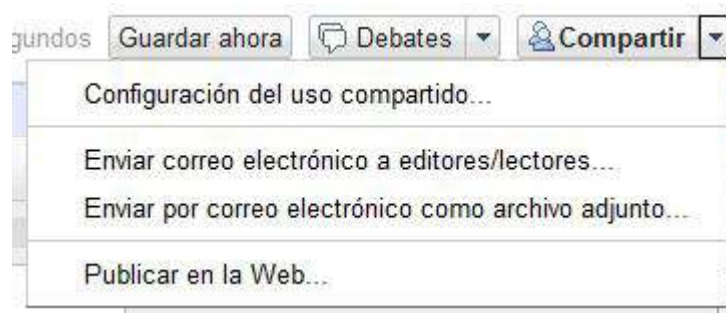 gundos Guardar ahora Debates Compartir
Configuración del uso compartido...
Enviar correo electrónico a editores/lectores...
Enviar por correo electrónico como archivo adjunto...
Publicar en la Web...